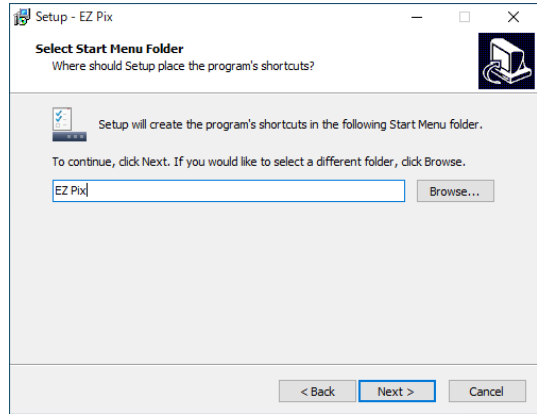 Setup - EZ Pix
Select Start Menu Folder
Where should Setup place the program's shortcuts?
Setup will create the program's shortcuts in the following Start Menu folder.
To continue, click Next. If you would like to select a different folder, click Browse.
EZ Pix
Browse...
< Back
Next >
Cancel